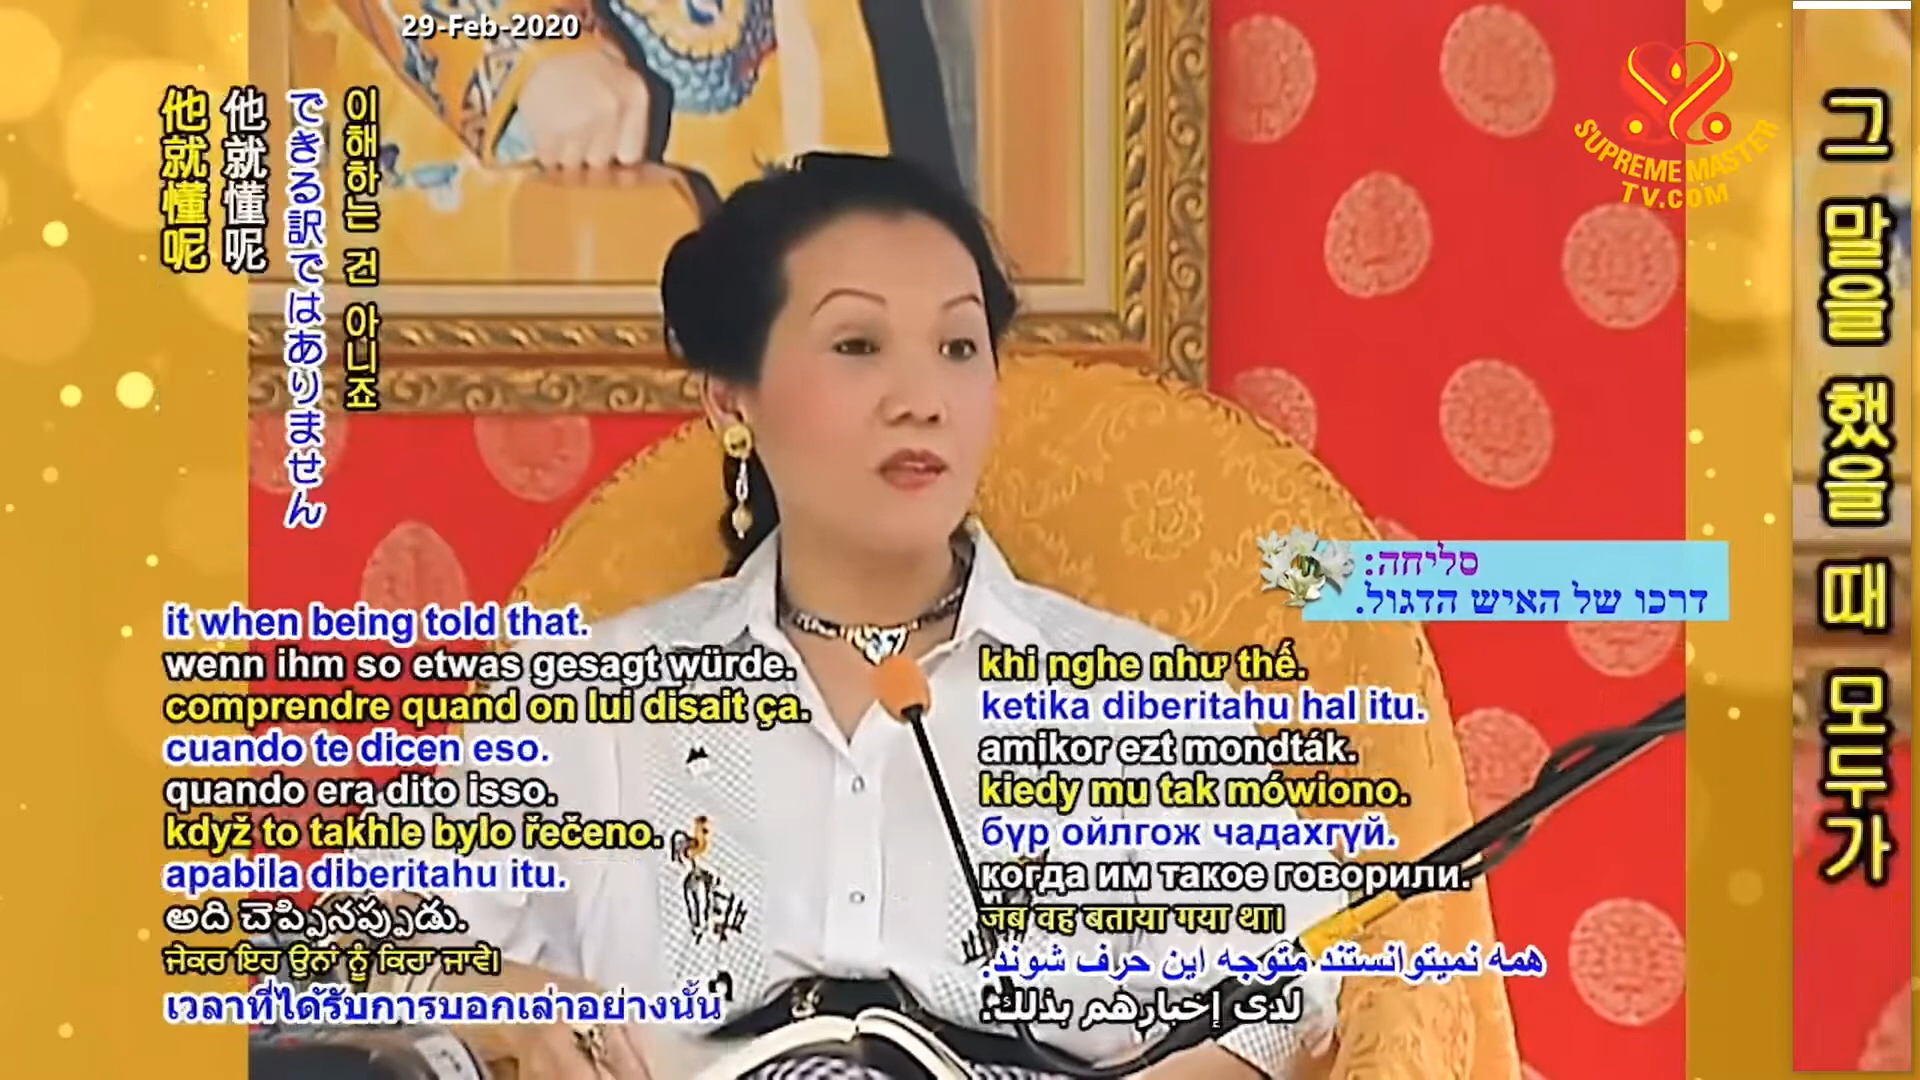 29-Feb-2020
SUPREME MASTER
TV.COM
他就懂呢
他就懂呢
できる訳ではありません
이해하는 건 아니죠
그 말을 했을 때 모두가
סליחה:
דרכו של האיש הדגול.
it when being told that.
wenn ihm so etwas gesagt würde.
comprendre quand on lui disait ça.
cuando te dicen eso.
quando era dito isso.
když to takhle bylo řečeno.
apabila diberitahu itu.
అది చెప్పినప్పుడు.
ਜੇਕਰ ਇਹ ਉਨਾਂ ਨੂੰ ਕਿਹਾ ਜਾਵੇ।
เวลาที่ได้รับการบอกเล่าอย่างนั้น
khi nghe như thế.
ketika diberitahu hal itu.
amikor ezt mondták.
kiedy mu tak mówiono.
бүр ойлгож чадахгүй.
когда им такое говорили.
जब वह बताया गया था।
همه نمیتوانستند متوجه این حرف شوند.
لدى إخبارهم بذلك.